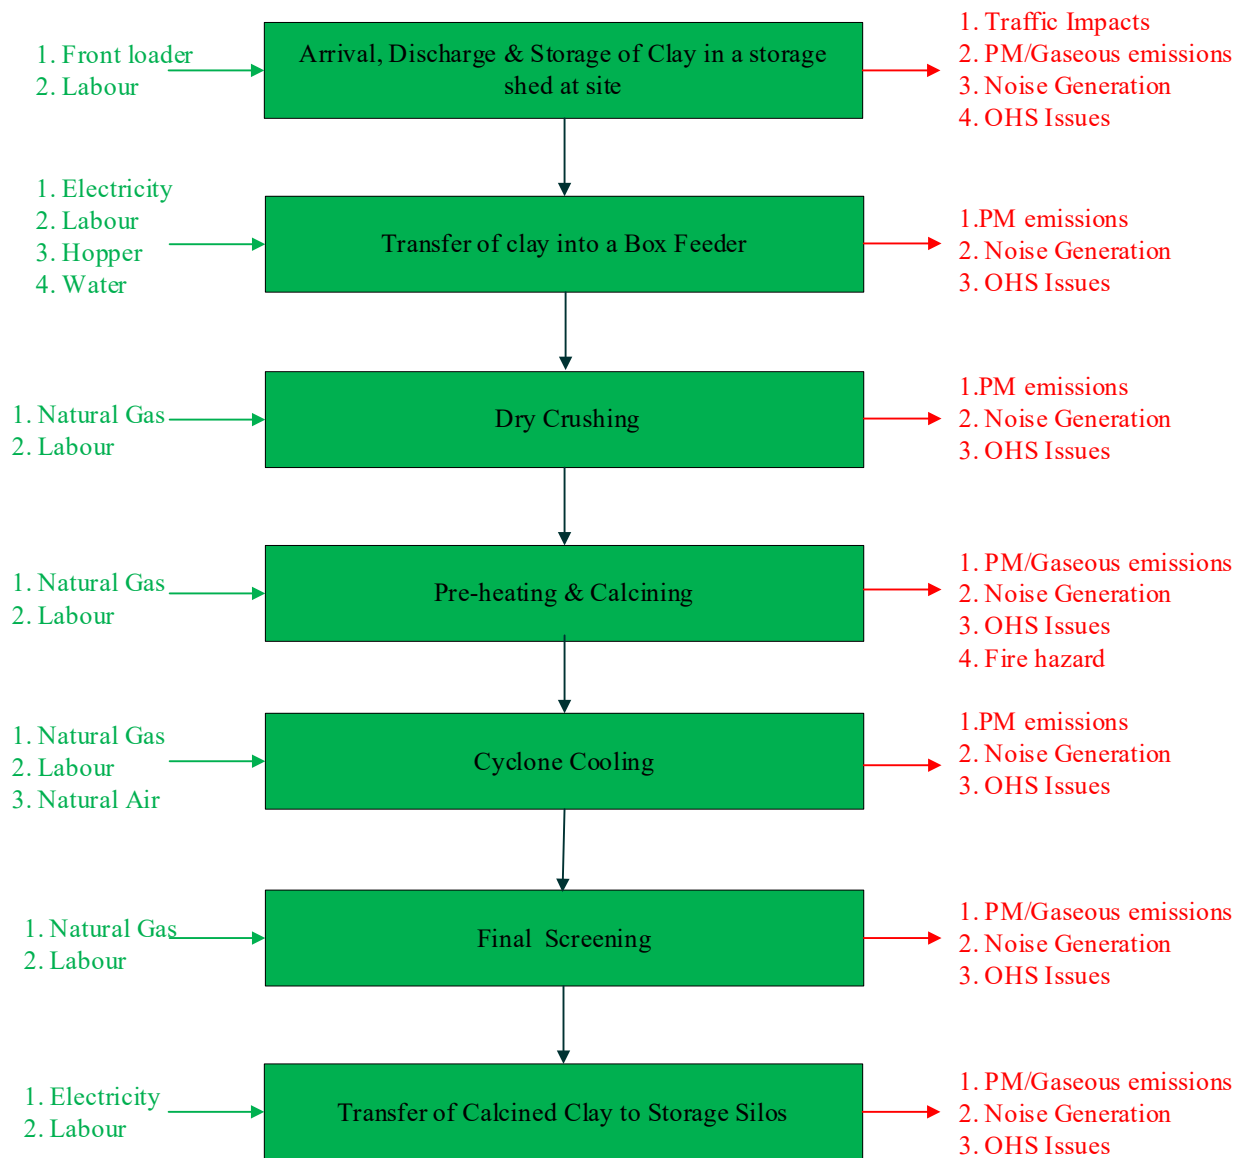 1. Front loader
2. Labour
Arrival, Discharge & Storage of Clay in a storage
shed at site
1. Traffic Impacts
2. PM/Gaseous emissions
3. Noise Generation
4. OHS Issues
1. Electricity
2. Labour
3. Hopper
4. Water
Transfer of clay into a Box Feeder
1.PM emissions
2. Noise Generation
3. OHS Issues
1. Natural Gas
2. Labour
Dry Crushing
1.PM emissions
2. Noise Generation
3. OHS Issues
1. Natural Gas
2. Labour
Pre-heating & Calcining
1. PM/Gaseous emissions
2. Noise Generation
3. OHS Issues
4. Fire hazard
1. Natural Gas
2. Labour
3. Natural Air
Cyclone Cooling
1.PM emissions
2. Noise Generation
3. OHS Issues
1. Natural Gas
2. Labour
Final Screening
1. PM/Gaseous emissions
2. Noise Generation
3. OHS Issues
1. Electricity
2. Labour
Transfer of Calcined Clay to Storage Silos
1. PM/Gaseous emissions
2. Noise Generation
3. OHS Issues